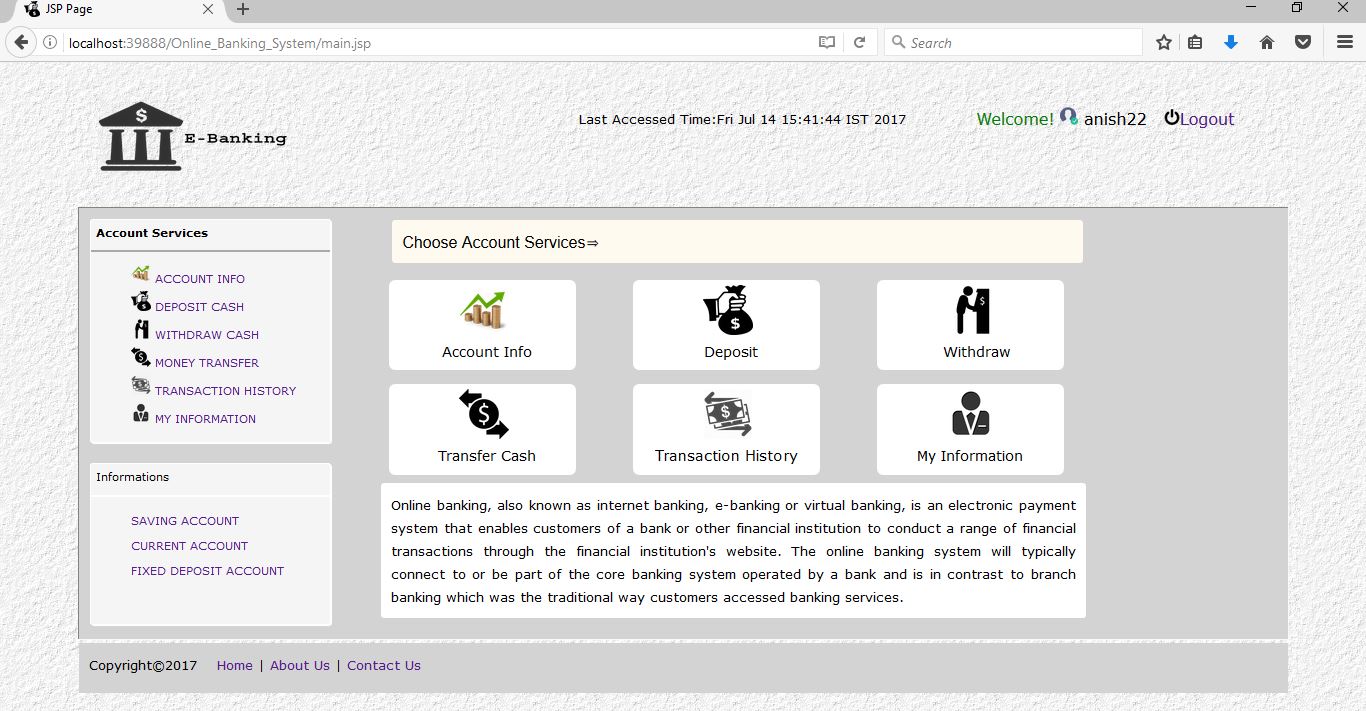 JSP Page
localhost:39888/Online_Banking_System/main.jsp
Search
$
E-Banking
Last Accessed Time:Fri Jul 14 15:41:44 IST 2017
Welcome! anish22 Logout
Account Services
ACCOUNT INFO
DEPOSIT CASH
WITHDRAW CASH
MONEY TRANSFER
TRANSACTION HISTORY
MY INFORMATION
Informations
SAVING ACCOUNT
CURRENT ACCOUNT
FIXED DEPOSIT ACCOUNT
Choose Account Services⇒
Account Info
Deposit
Withdraw
Transfer Cash
Transaction History
My Information
Online banking, also known as internet banking, e-banking or virtual banking, is an electronic payment
system that enables customers of a bank or other financial institution to conduct a range of financial
transactions through the financial institution's website. The online banking system will typically
connect to or be part of the core banking system operated by a bank and is in contrast to branch
banking which was the traditional way customers accessed banking services.
Copyright©2017 Home | About Us | Contact Us